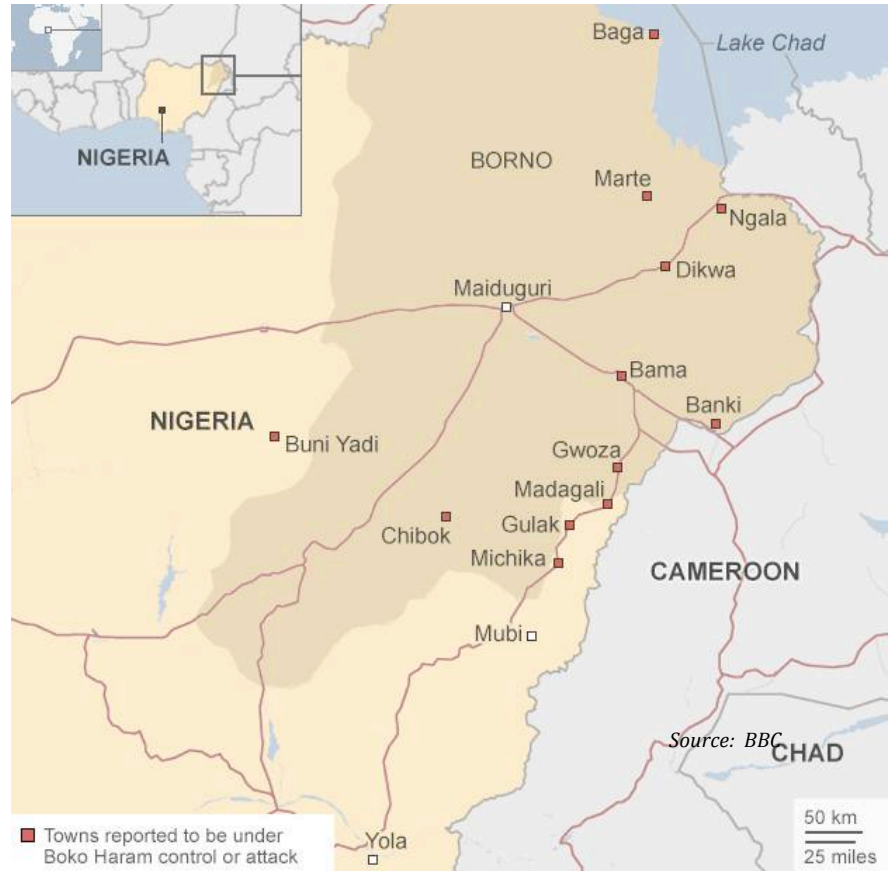 Baga
Lake Chad
NIGERIA
BORNO
Marte
Ngala
Dikwa
Maiduguri
Bama
Banki
NIGERIA
Buni Yadi
Gwoza
Madagali
Chibok
Gulak
Michika
CAMEROON
Mubi
Source: BBC
CHAD
Towns reported to be under
Boko Haram control or attack
Yola
50 km
25 miles